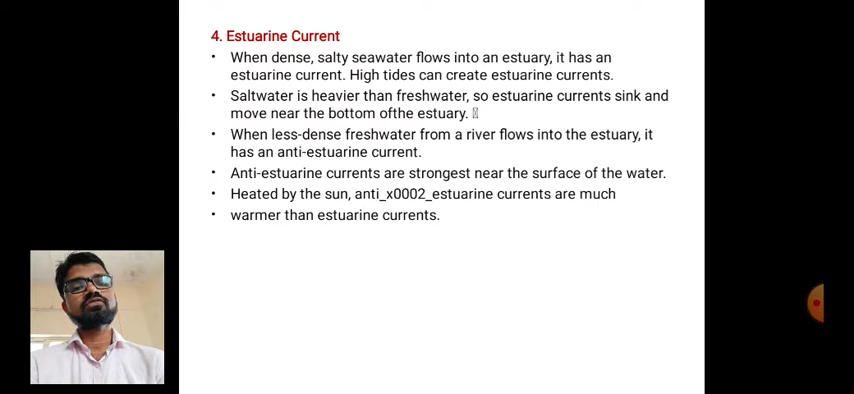 4. Estuarine Current
• When dense, salty seawater flows into an estuary, it has an
estuarine current. High tides can create estuarine currents.
• Saltwater is heavier than freshwater, so estuarine currents sink and
move near the bottom ofthe estuary.
• When less-dense freshwater from a river flows into the estuary, it
has an anti-estuarine current.
• Anti-estuarine currents are strongest near the surface of the water.
• Heated by the sun, anti_x0002_estuarine currents are much
• warmer than estuarine currents.